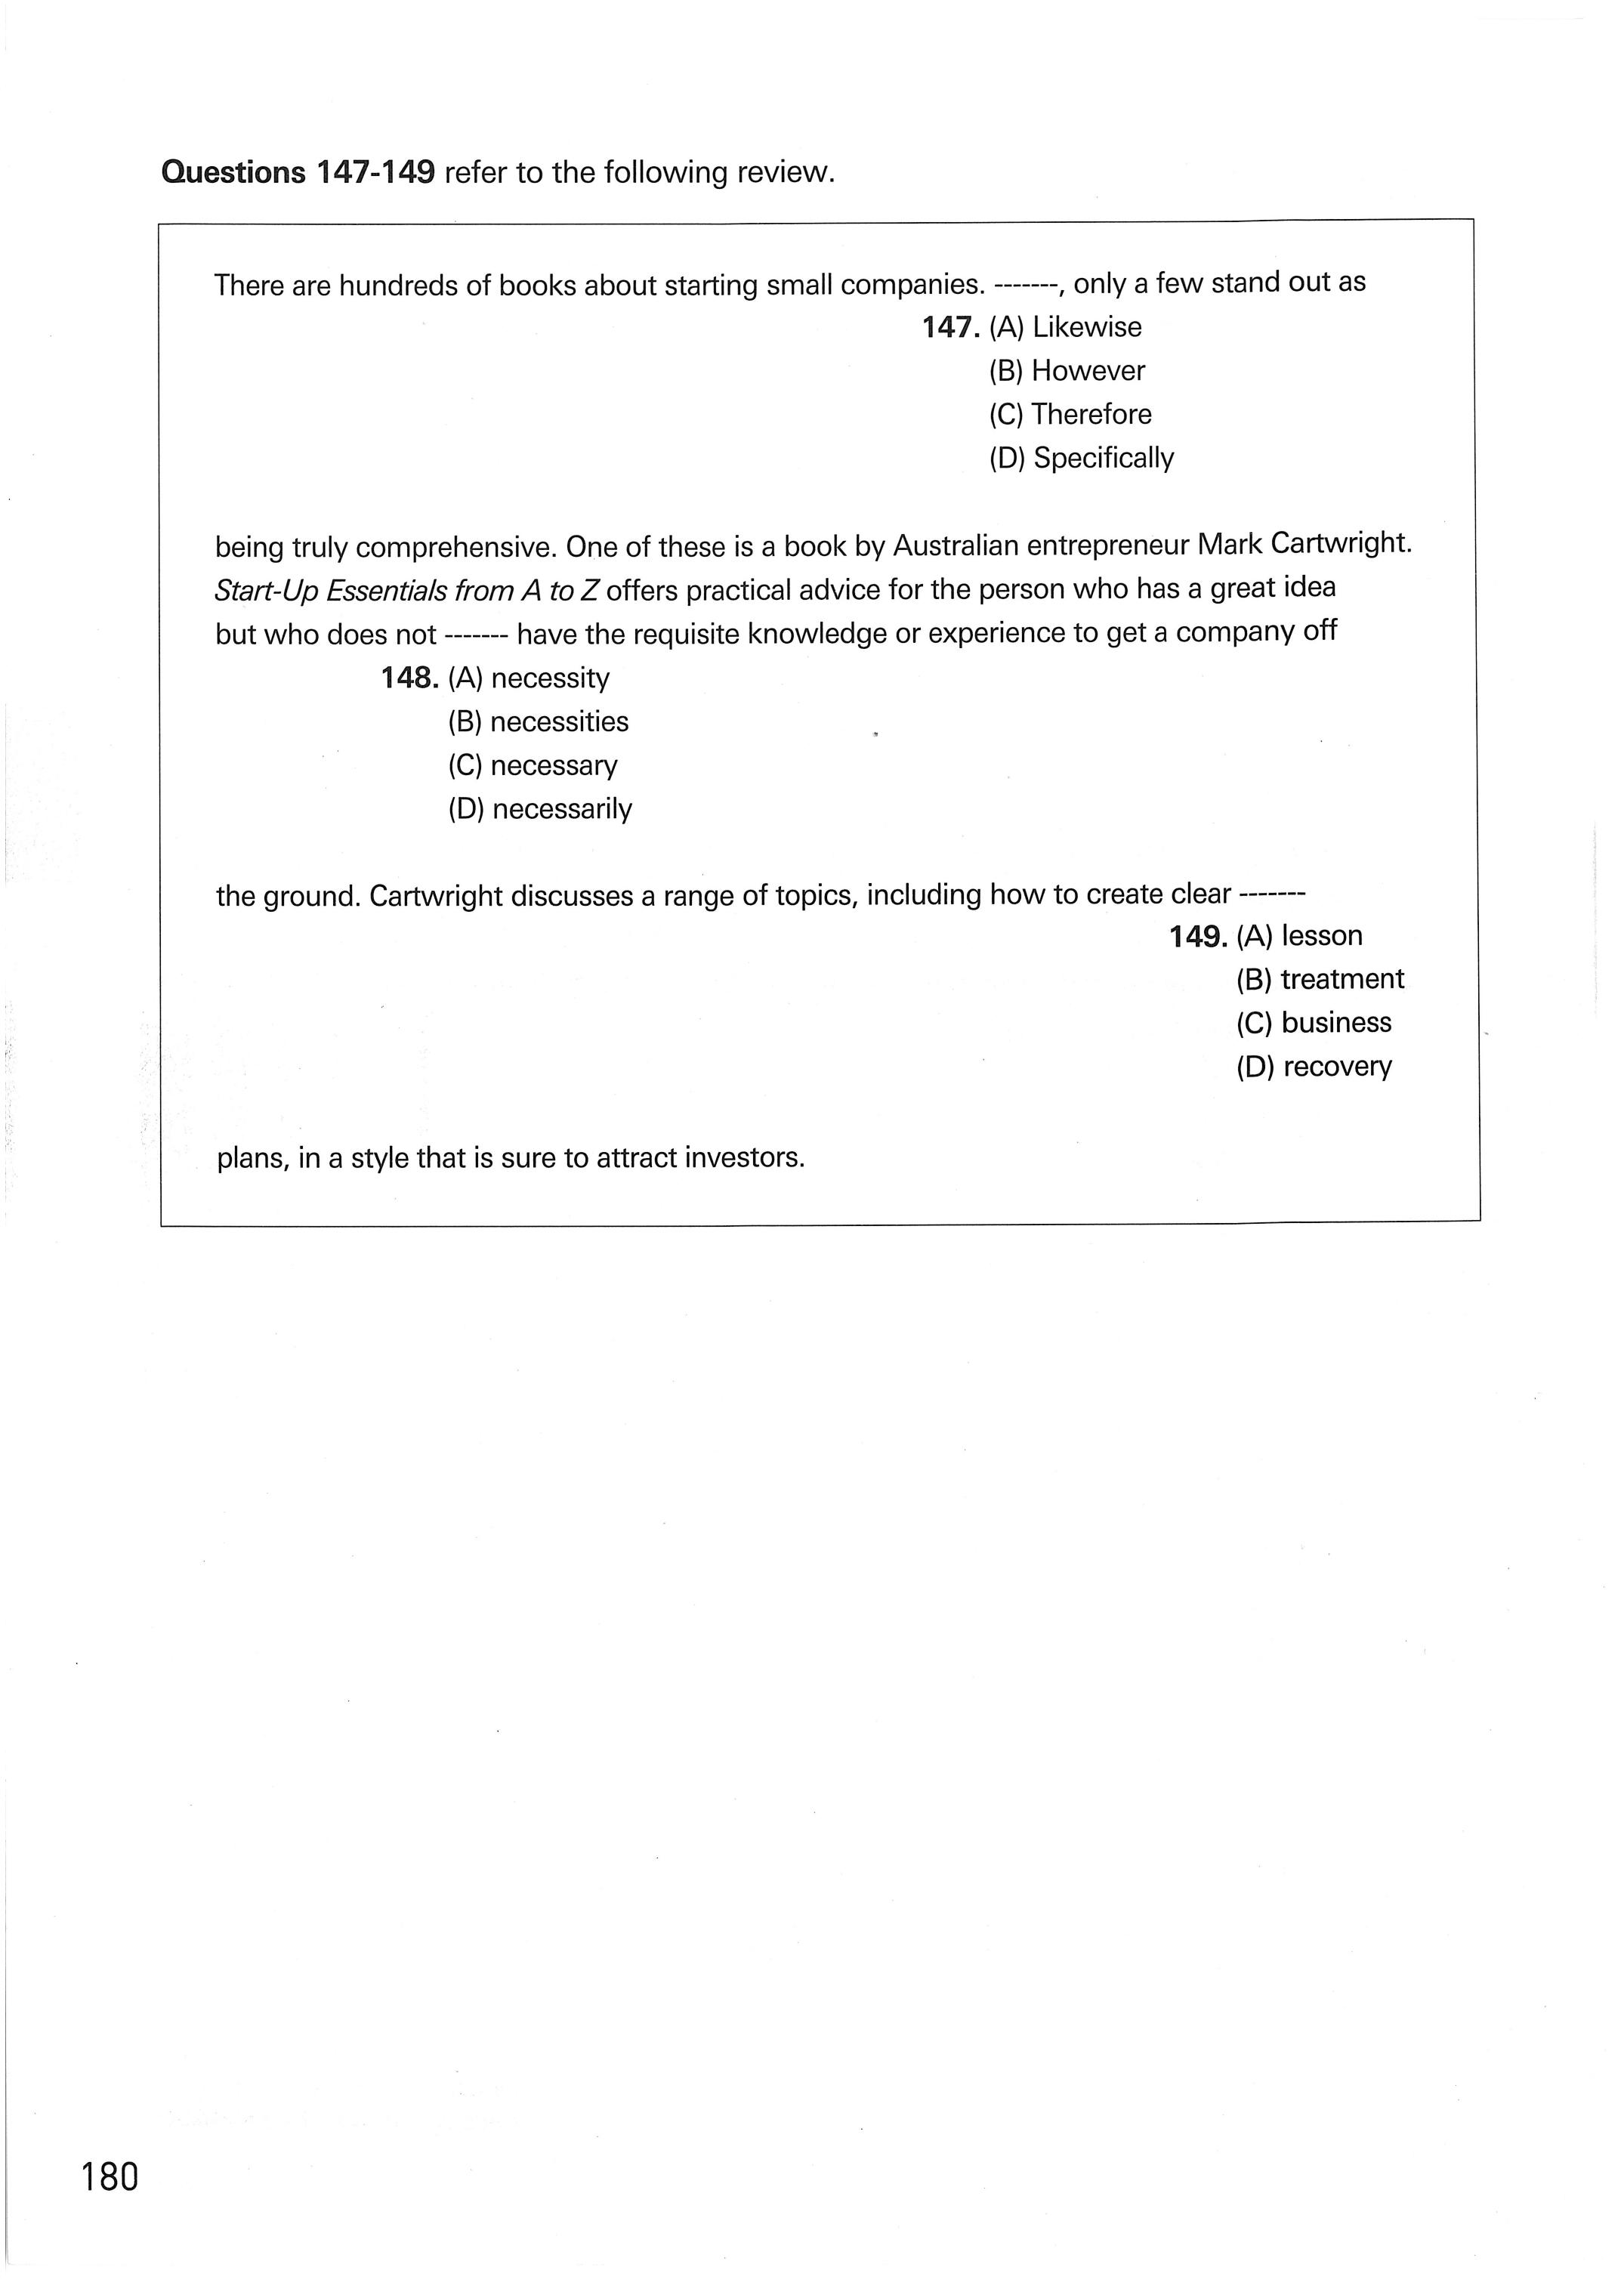 Questions 147-149 refer to the following review.
There are hundreds of books about starting small companies. -------, only a few stand out as
147. (A) Likewise
(B) However
(C) Therefore
(D) Specifically
being truly comprehensive. One of these is a book by Australian entrepreneur Mark Cartwright.
Start-Up Essentials from A to Z offers practical advice for the person who has a great idea
but who does not ------- have the requisite knowledge or experience to get a company off
148. (A) necessity
(B) necessities
(C) necessary
(D) necessarily
the ground. Cartwright discusses a range of topics, including how to create clear -------
149. (A) lesson
(B) treatment
(C) business
(D) recovery
plans, in a style that is sure to attract investors.
180